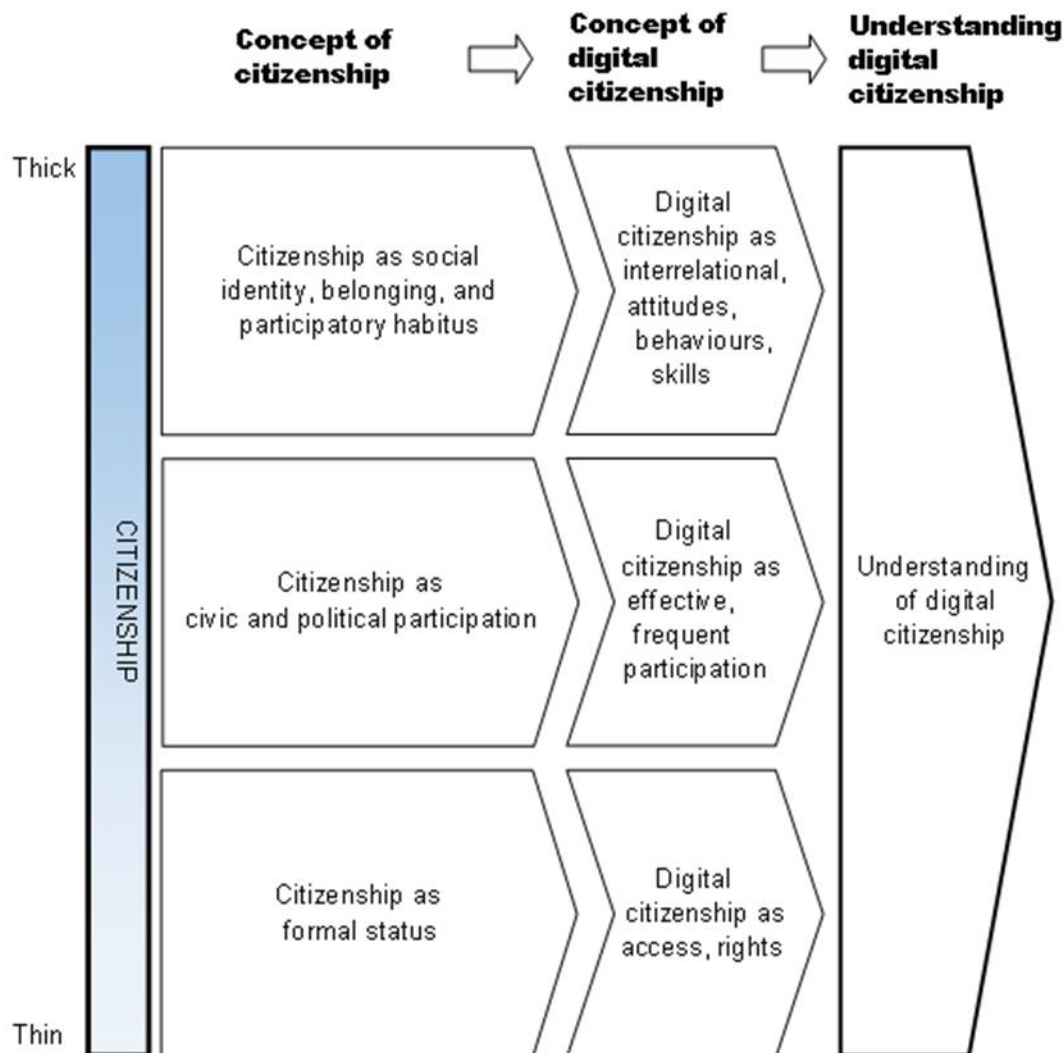 Concept of
citizenship
Concept of
digital
citizenship
Understanding
digital
citizenship
Thick
CITIZENSHIP
Thin
Citizenship as social
identity, belonging, and
participatory habitus
Digital
citizenship as
interrelational,
attitudes,
behaviours,
skills
Citizenship as
civic and political participation
Digital
citizenship as
effective,
frequent
participation
Citizenship as
formal status
Digital
citizenship as
access, rights
Understanding
of digital
citizenship